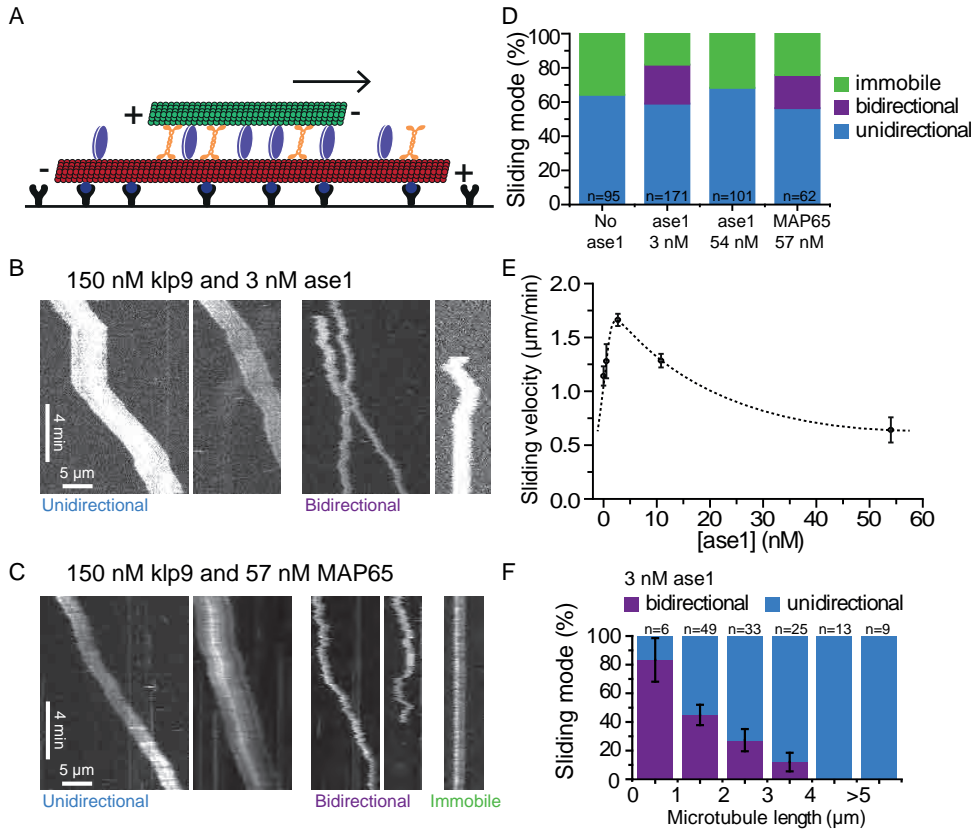 A
+
-
-
+
B
150 nM klp9 and 3 nM ase1
4 min
5 µm
Unidirectional
Bidirectional
C
150 nM klp9 and 57 nM MAP65
4 min
5 µm
Unidirectional
Bidirectional
Immobile
D
Sliding mode (%)
100
80
60
40
20
0
n=95
n=171
n=101
n=62
No ase1
ase1 3 nM
ase1 54 nM
MAP65 57 nM
immobile
bidirectional
unidirectional
E
Sliding velocity (µm/min)
2.0
1.5
1.0
0.5
0.0
0 10 20 30 40 50 60
[ase1] (nM)
F
3 nM ase1
bidirectional
unidirectional
n=6 n=49 n=33 n=25 n=13 n=9
Sliding mode (%)
100
80
60
40
20
0
0 1 2 3 4 >5
Microtubule length (µm)